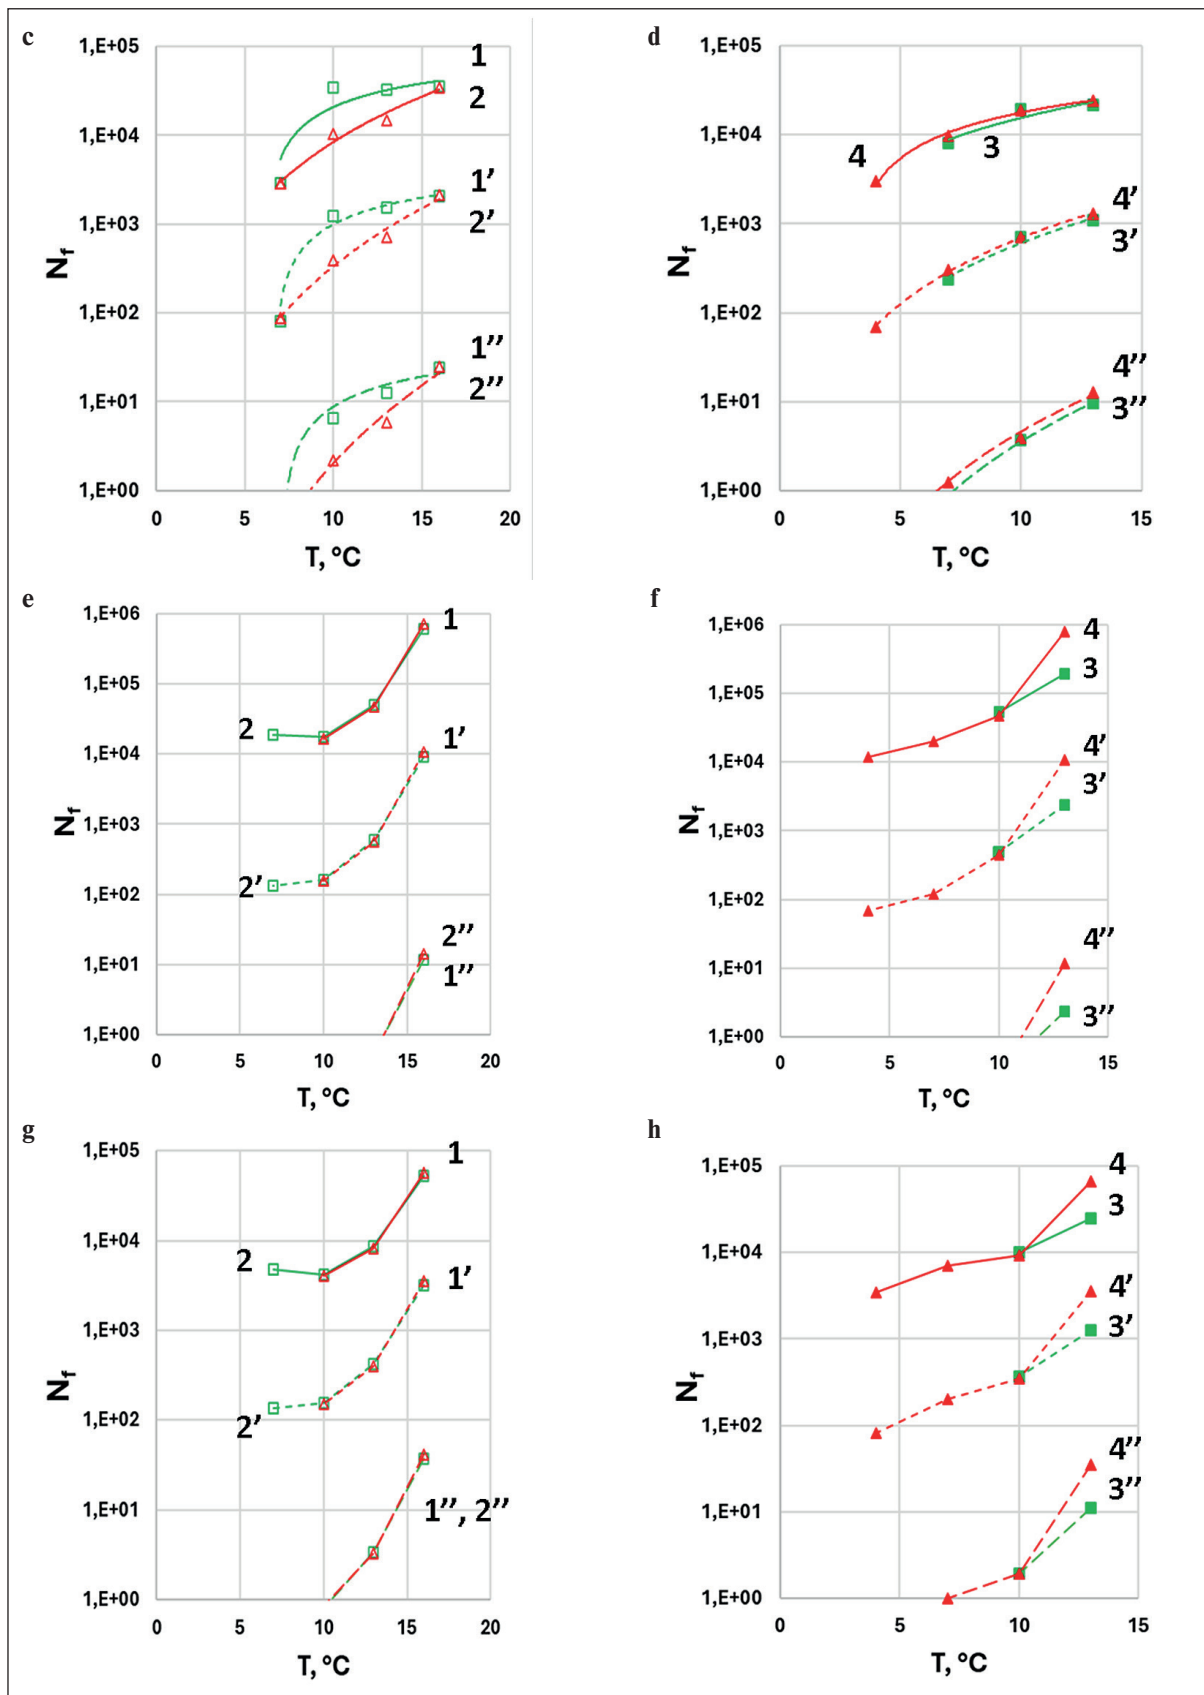 c
1,E+05
1,E+04
1,E+03
1,E+02
1,E+01
1,E+00
N_f
0 5 10 15 20
T, °C
1
2
1’
2’
1’’
2’’
d
1,E+05
1,E+04
1,E+03
1,E+02
1,E+01
1,E+00
N_f
0 5 10 15
T, °C
4
3
4’
3’
4’’
3’’
e
1,E+06
1,E+05
1,E+04
1,E+03
1,E+02
1,E+01
1,E+00
N_f
0 5 10 15 20
T, °C
1
2
1’
2’
2’’
1’’
f
1,E+06
1,E+05
1,E+04
1,E+03
1,E+02
1,E+01
1,E+00
N_f
0 5 10 15
T, °C
4
3
4’
3’
4’’
3’’
g
1,E+05
1,E+04
1,E+03
1,E+02
1,E+01
1,E+00
N_f
0 5 10 15 20
T, °C
1
2
1’
2’
1’’, 2’’
h
1,E+05
1,E+04
1,E+03
1,E+02
1,E+01
1,E+00
N_f
0 5 10 15
T, °C
4
3
4’
3’
4’’
3’’